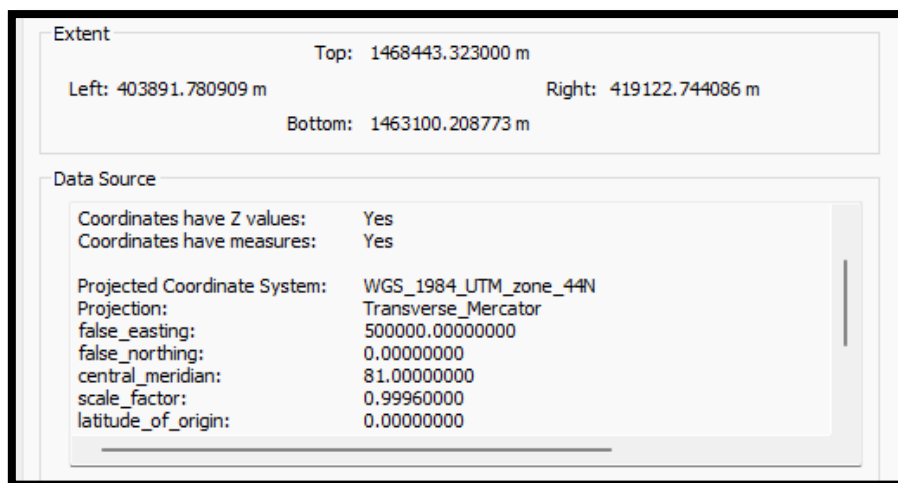 Extent
Top: 1468443.323000 m
Left: 403891.780909 m Right: 419122.744086 m
Bottom: 1463100.208773 m
Data Source
Coordinates have Z values: Yes
Coordinates have measures: Yes
Projected Coordinate System: WGS_1984_UTM_zone_44N
Projection: Transverse_Mercator
false_easting: 500000.00000000
false_northing: 0.00000000
central_meridian: 81.00000000
scale_factor: 0.99960000
latitude_of_origin: 0.00000000